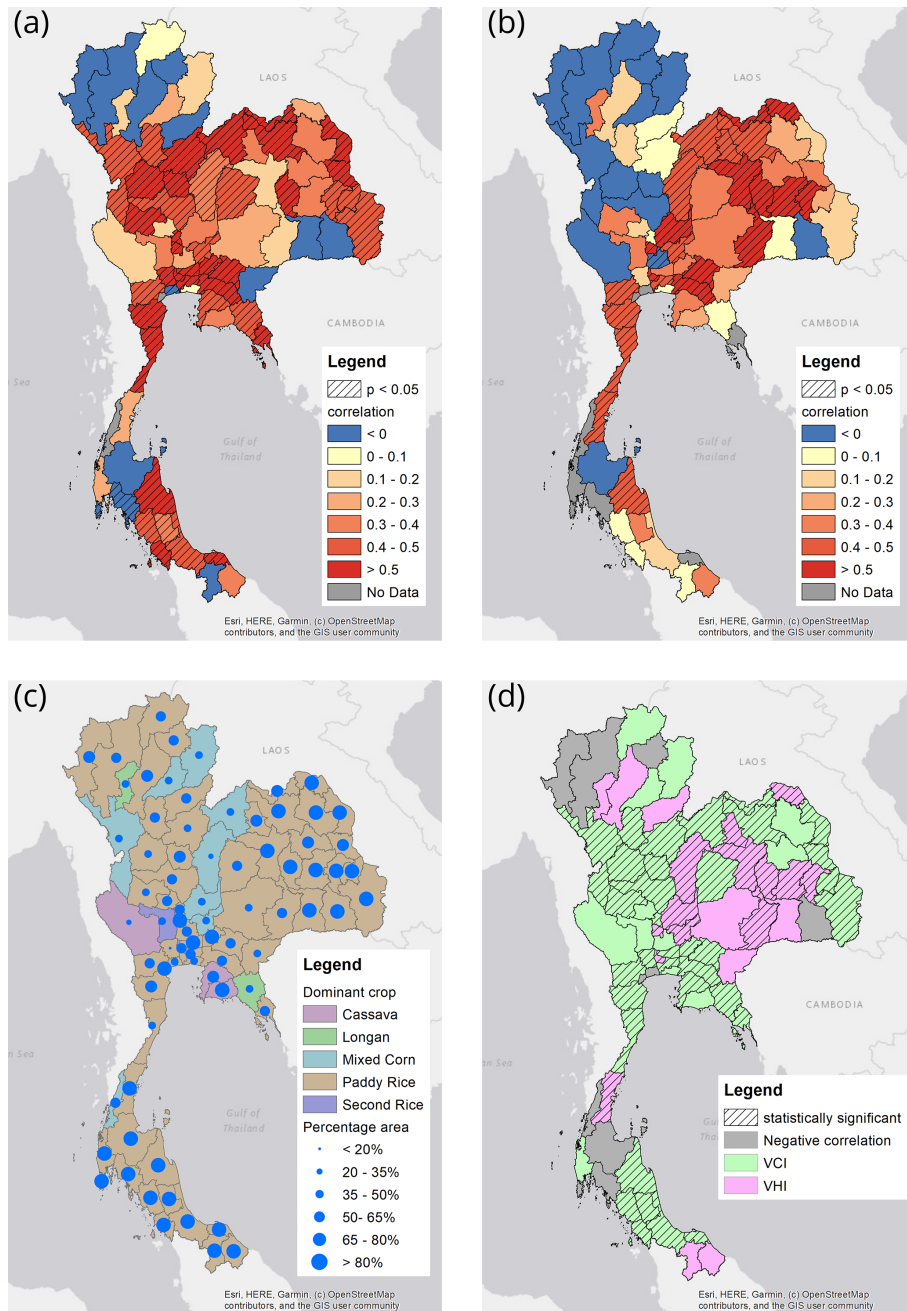 (a)
LAOS
CAMBODIA
n Sea
Gulf of
Thailand
Legend
p < 0.05
correlation
< 0
0 - 0.1
0.1 - 0.2
0.2 - 0.3
0.3 - 0.4
0.4 - 0.5
> 0.5
No Data
Esri, HERE, Garmin, (c) OpenStreetMap
contributors, and the GIS user community
(b)
LAOS
CAMBODIA
n Sea
Gulf of
Thailand
Legend
p < 0.05
correlation
< 0
0 - 0.1
0.1 - 0.2
0.2 - 0.3
0.3 - 0.4
0.4 - 0.5
> 0.5
No Data
Esri, HERE, Garmin, (c) OpenStreetMap
contributors, and the GIS user community
(c)
LAOS
n Sea
Gulf of
Thailand
Legend
Dominant crop
Cassava
Longan
Mixed Corn
Paddy Rice
Second Rice
Percentage area
< 20%
20 - 35%
35 - 50%
50- 65%
65 - 80%
> 80%
Esri, HERE, Garmin, (c) OpenStreetMap
contributors, and the GIS user community
(d)
LAOS
CAMBODIA
n Sea
Gu
Tha
Legend
statistically significant
Negative correlation
VCI
VHI
Esri, HERE, Garmin, (c) OpenStreetMap
contributors, and the GIS user community